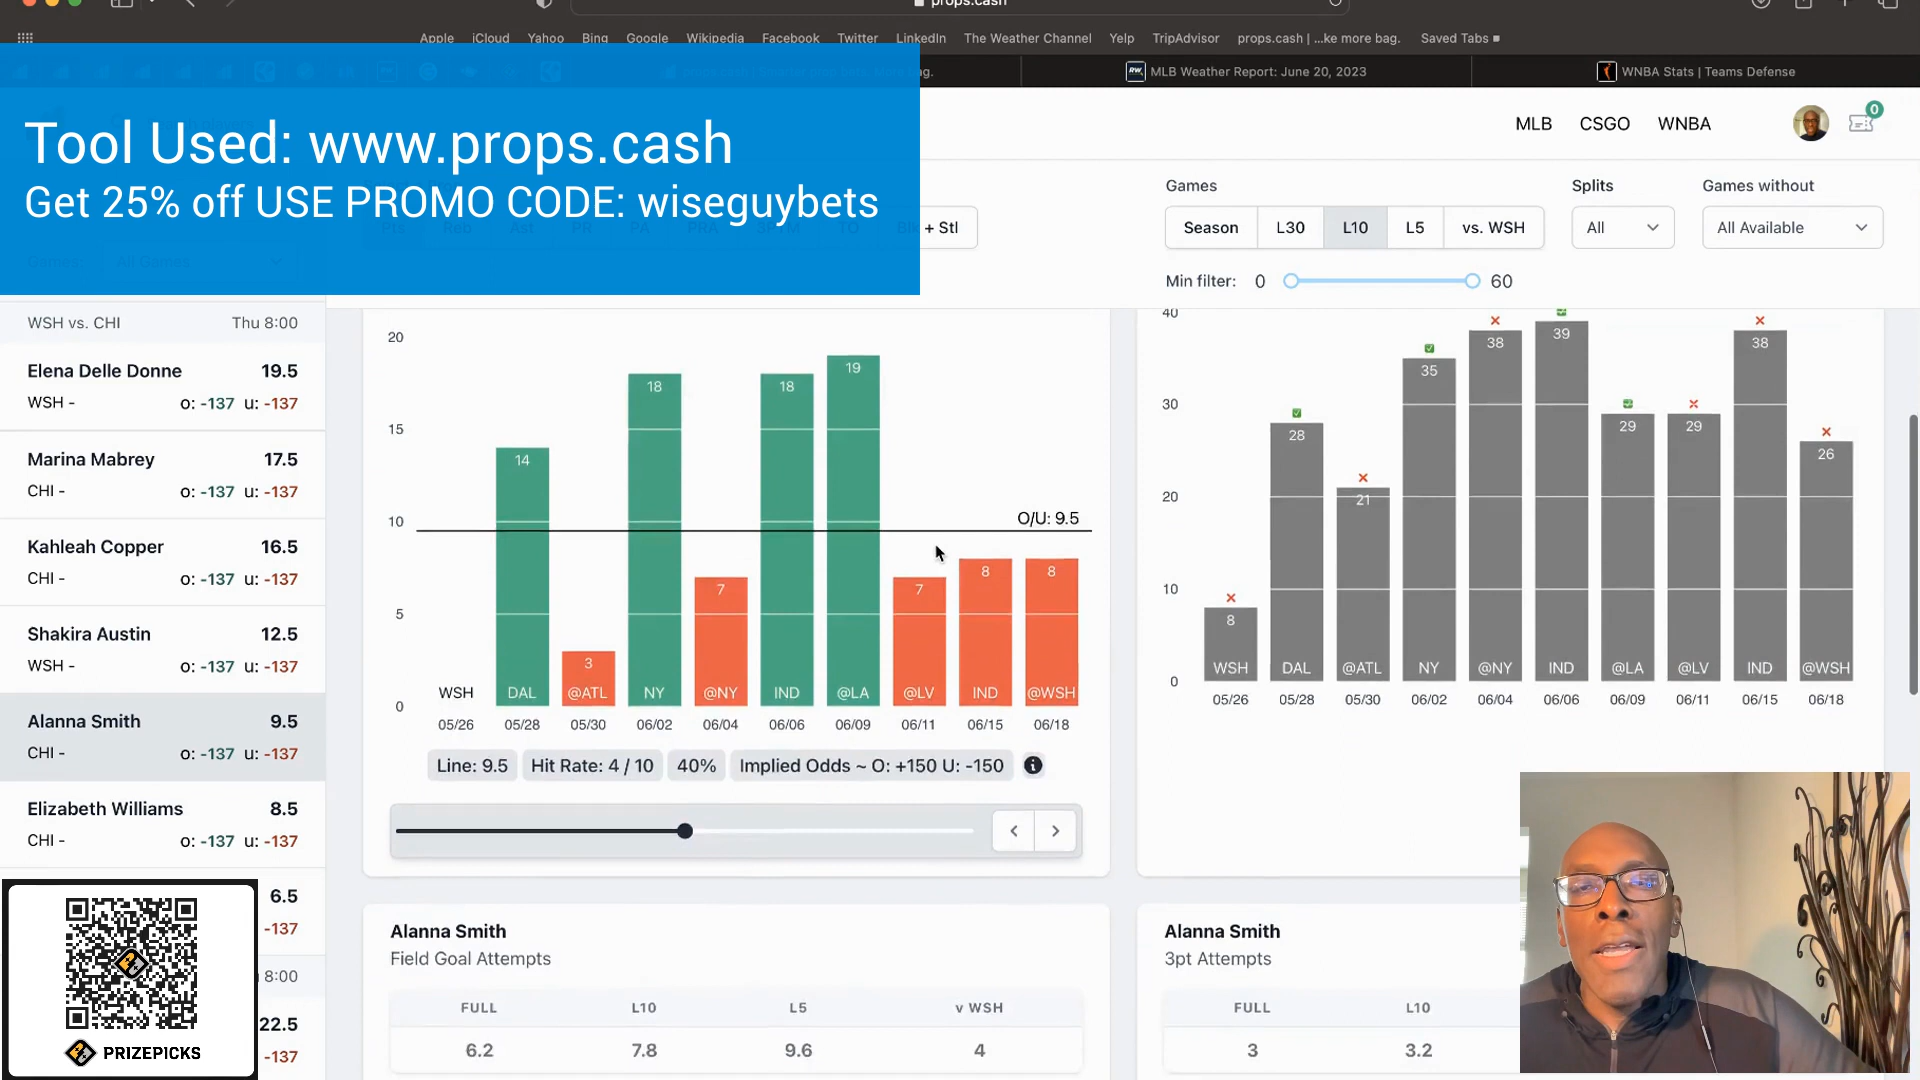 props.cash
Apple iCloud Yahoo Bing Google Wikipedia Facebook Twitter LinkedIn The Weather Channel Yelp TripAdvisor props.cash | ...ke more bag. Saved Tabs
MLB Weather Report: June 20, 2023
WNBA Stats | Teams Defense
Tool Used: www.props.cash
Get 25% off USE PROMO CODE: wiseguybets
MLB CSGO WNBA
0
Games Splits Games without
+ Stl
Season L30 L10 L5 vs. WSH All All Available
Games: All Games
Min filter: 0 60
WSH vs. CHI Thu 8:00
Elena Delle Donne 19.5
WSH - o: -137 u: -137
Marina Mabrey 17.5
CHI - o: -137 u: -137
Kahleah Copper 16.5
CHI - o: -137 u: -137
Shakira Austin 12.5
WSH - o: -137 u: -137
Alanna Smith 9.5
CHI - o: -137 u: -137
Elizabeth Williams 8.5
CHI - o: -137 u: -137
6.5
-137
8:00
22.5
-137
PRIZEPICKS
20
15
10
5
0
O/U: 9.5
14 3 18 7 18 19 7 8 8
WSH DAL @ATL NY @NY IND @LA @LV IND @WSH
05/26 05/28 05/30 06/02 06/04 06/06 06/09 06/11 06/15 06/18
Line: 9.5 Hit Rate: 4 / 10 40% Implied Odds ~ O: +150 U: -150
40
30
20
10
0
8 28 21 35 38 39 29 29 38 26
WSH DAL @ATL NY @NY IND @LA @LV IND @WSH
05/26 05/28 05/30 06/02 06/04 06/06 06/09 06/11 06/15 06/18
Alanna Smith
Field Goal Attempts
FULL L10 L5 v WSH
6.2 7.8 9.6 4
Alanna Smith
3pt Attempts
FULL L10
3 3.2